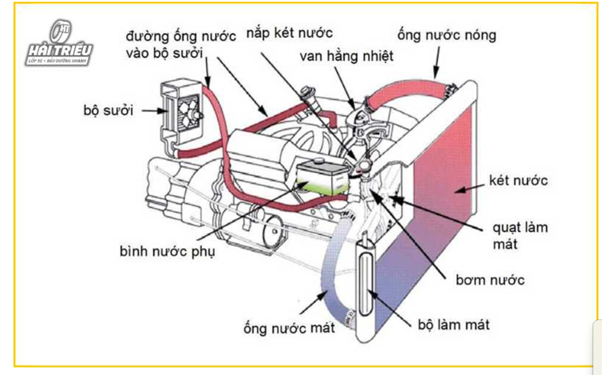 HẢI TRIỀU
LỐP XE - BẢO DƯỠNG NHANH
đường ống nước
vào bộ sưởi
nắp két nước
van hằng nhiệt
ống nước nóng
bộ sưởi
két nước
quạt làm
mát
bình nước phụ
bơm nước
ống nước mát
bộ làm mát